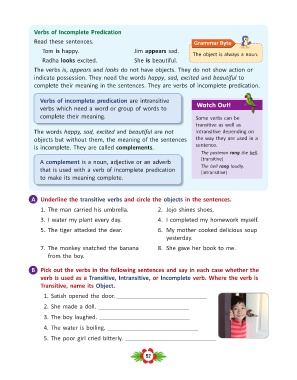 Verbs of Incomplete Predication
Read these sentences.
Tom is happy. Jim appears sad.
Radha looks excited. She is beautiful.
Grammar Byte
The object is always a noun.
The verbs is, appears and looks do not have objects. They do not show action or
indicate possession. They need the words happy, sad, excited and beautiful to
complete their meaning in the sentences. They are verbs of incomplete predication.
Verbs of incomplete predication are intransitive
verbs which need a word or group of words to
complete their meaning.
The words happy, sad, excited and beautiful are not
objects but without them, the meaning of the sentences
is incomplete. They are called complements.
A complement is a noun, adjective or an adverb
that is used with a verb of incomplete predication
to make its meaning complete.
Watch Out!
Some verbs can be
transitive as well as
intransitive depending on
the way they are used in a
sentence.
The postman rang the bell.
(transitive)
The bell rang loudly.
(intransitive)
A Underline the transitive verbs and circle the objects in the sentences.
1. The man carried his umbrella. 2. Jojo shines shoes.
3. I water my plant every day. 4. I completed my homework myself.
5. The tiger attacked the deer. 6. My mother cooked delicious soup
yesterday.
7. The monkey snatched the banana
from the boy.
8. She gave her book to me.
B Pick out the verbs in the following sentences and say in each case whether the
verb is used as a Transitive, Intransitive, or Incomplete verb. Where the verb is
Transitive, name its Object.
1. Satish opened the door.
2. She made a doll.
3. The boy laughed.
4. The water is boiling.
5. The poor girl cried bitterly.
52